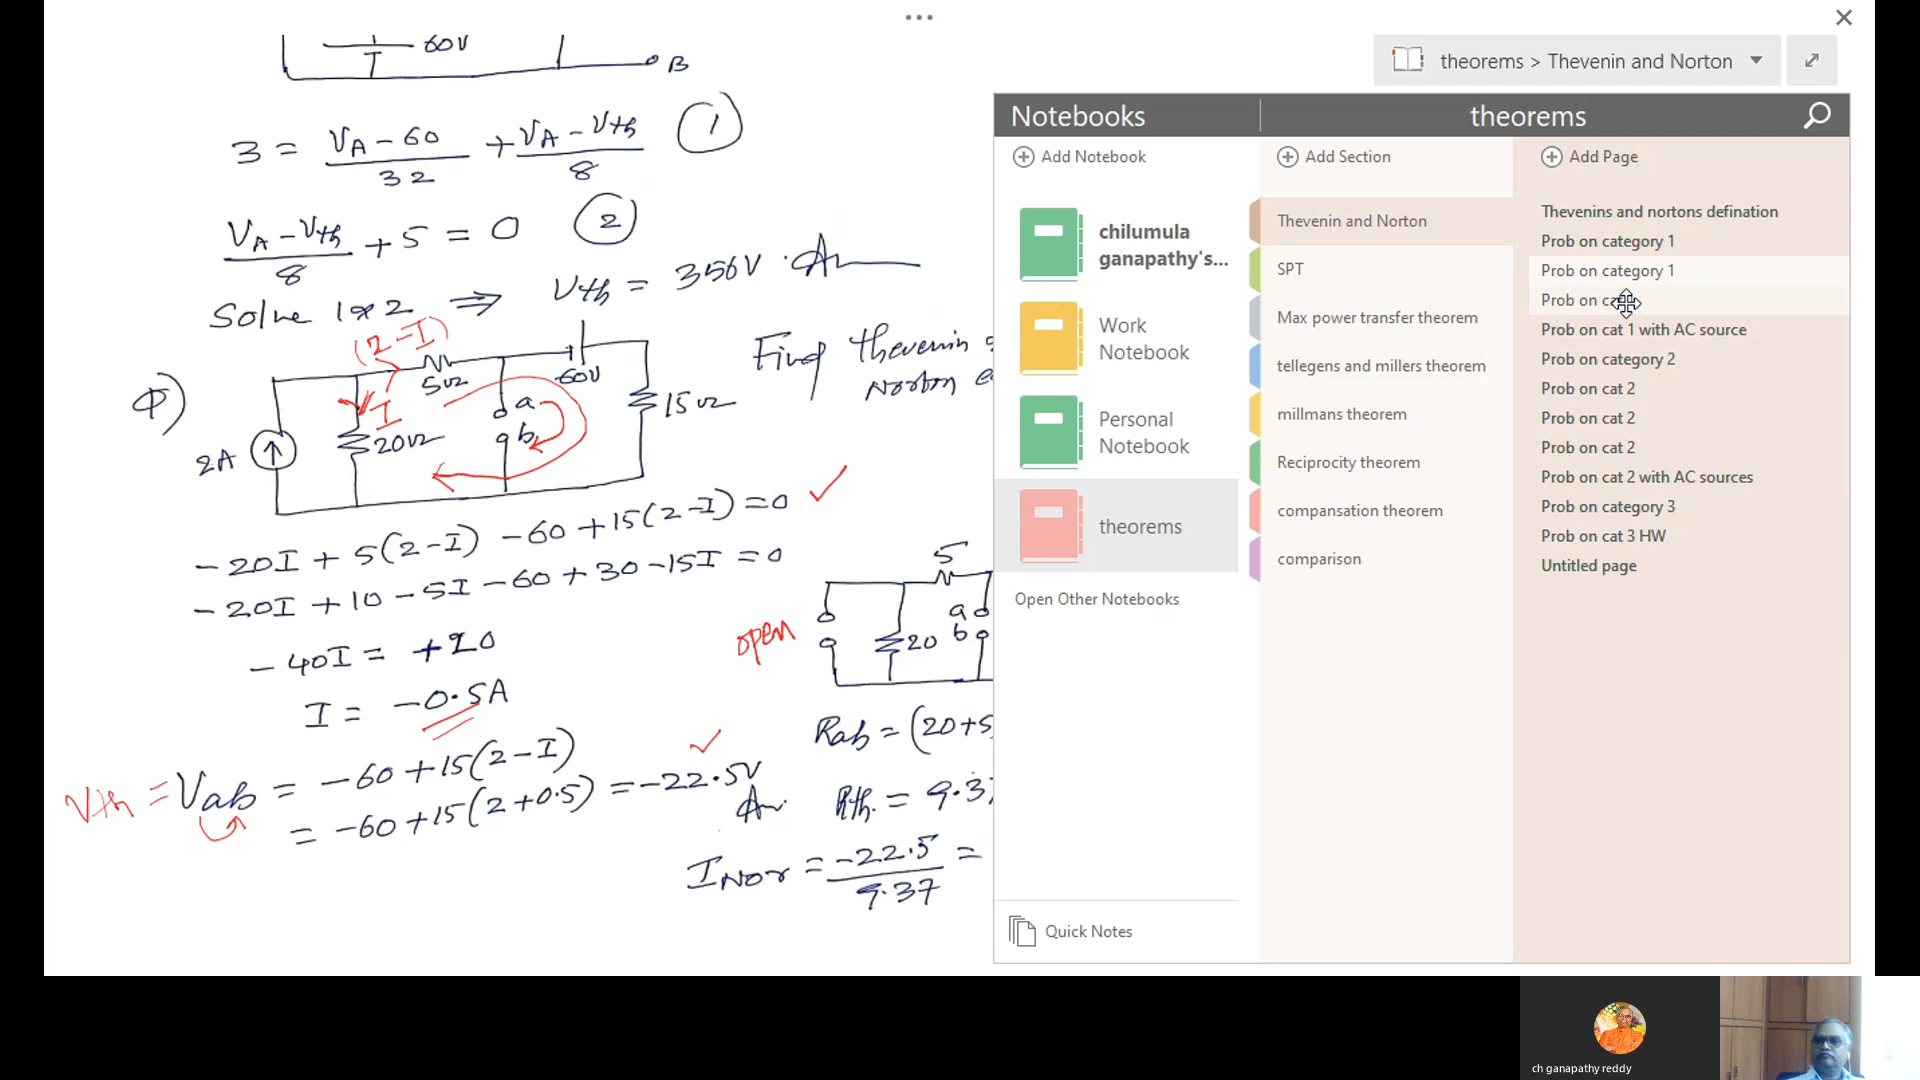 60V
B
3 = VA - 60 / 32 + VA - Vth / 8 (1)
VA - Vth / 8 + 5 = 0 (2)
Solve 1 & 2 ⇒ Vth = 356V
(2-I)
5Ω
60V
Find Thevenin
Norton
Q)
I
a
15Ω
20Ω
b
2A
-20I + 5(2-I) -60 +15(2-I) =0 ✓
-20I +10 -5I -60 +30 -15I =0
-40I = +20
I = -0.5A
Vth = Vab = -60 +15(2-I)
= -60 +15(2+0.5) = -22.5V
✓
5
a
open
20
b
Rab = (20+5
Rth = 9.37
INor = -22.5 / 9.37 =
theorems > Thevenin and Norton
Notebooks
theorems
Add Notebook
Add Section
Add Page
chilumula
ganapathy's...
Work
Notebook
Personal
Notebook
theorems
Open Other Notebooks
Quick Notes
Thevenin and Norton
SPT
Max power transfer theorem
tellegens and millers theorem
millmans theorem
Reciprocity theorem
compansation theorem
comparison
Thevenins and nortons defination
Prob on category 1
Prob on category 1
Prob on
Prob on cat 1 with AC source
Prob on category 2
Prob on cat 2
Prob on cat 2
Prob on cat 2
Prob on cat 2 with AC sources
Prob on category 3
Prob on cat 3 HW
Untitled page
ch ganapathy reddy